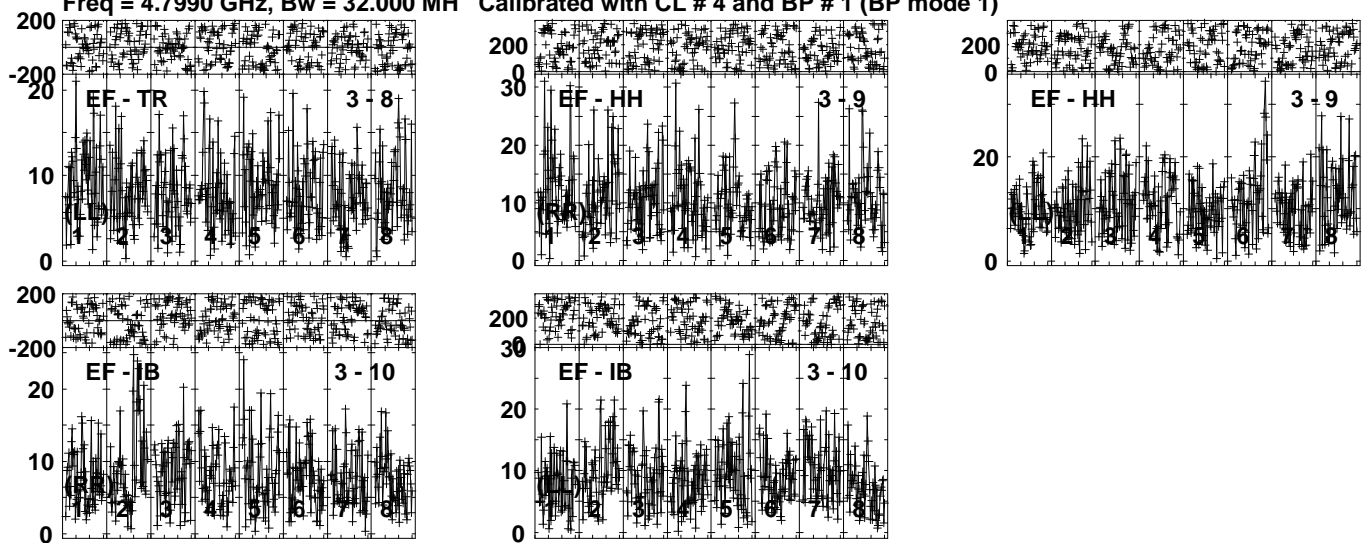 Freq = 4.7990 GHz, Bw = 32.000 MH Calibrated with CL # 4 and BP # 1 (BP mode 1)
200
-200
20
10
0
EF - TR 3 - 8
(LL)
1 2 3 4 5 6 7 8
200
0
30
20
10
0
EF - HH 3 - 9
(RR)
1 2 3 4 5 6 7 8
200
0
20
0
EF - HH 3 - 9
(LL)
1 2 3 4 5 6 7 8
200
-200
20
10
0
EF - IB 3 - 10
(RR)
1 2 3 4 5 6 7 8
200
0
30
20
10
0
EF - IB 3 - 10
(LL)
1 2 3 4 5 6 7 8